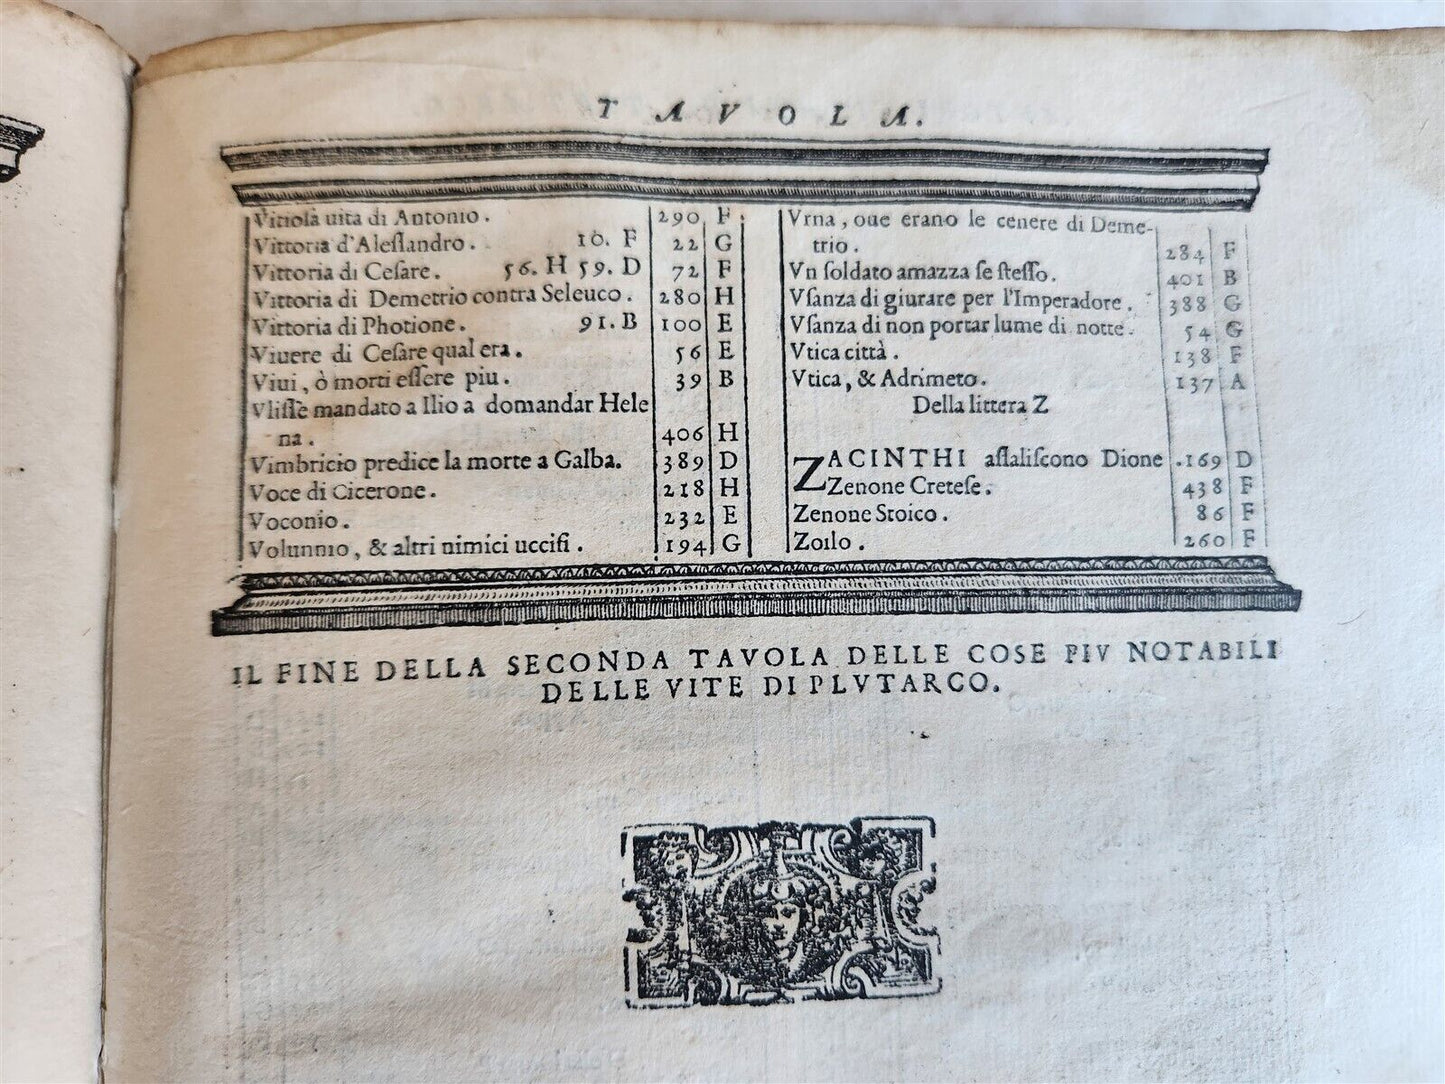 TAVOLA.
Vitiosa uita di Antonio. 290 F
Vittoria d'Alessandro. 10. F 22 G
Vittoria di Cesare. 56. H 59. D 72 F
Vittoria di Demetrio contra Seleuco. 280 H
Vittoria di Photione. 91. B 100 E
Viuere di Cesare qual era. 56 E
Viui, ò morti essere piu. 39 B
Vlisse mandato a Ilio a domandar Hele
na. 406 H
Vimbricio predice la morte a Galba. 389 D
Voce di Cicerone. 218 H
Voconio. 232 E
Volunnio, & altri nimici uccisi. 194 G
Vrna, oue erano le cenere di Deme-
trio. 284 F
Vn soldato amazza se stesso. 401 B
Vsanza di giurare per l'Imperadore. 388 G
Vsanza di non portar lume di notte. 54 G
Vtica città. 138 F
Vtica, & Adrimeto. 137 A
Della littera Z
ZACINTHI assaliscono Dione .169 D
Zenone Cretese. 438 F
Zenone Stoico. 86 F
Zoilo. 260 F
IL FINE DELLA SECONDA TAVOLA DELLE COSE PIV NOTABILI
DELLE VITE DI PLVTARCO.